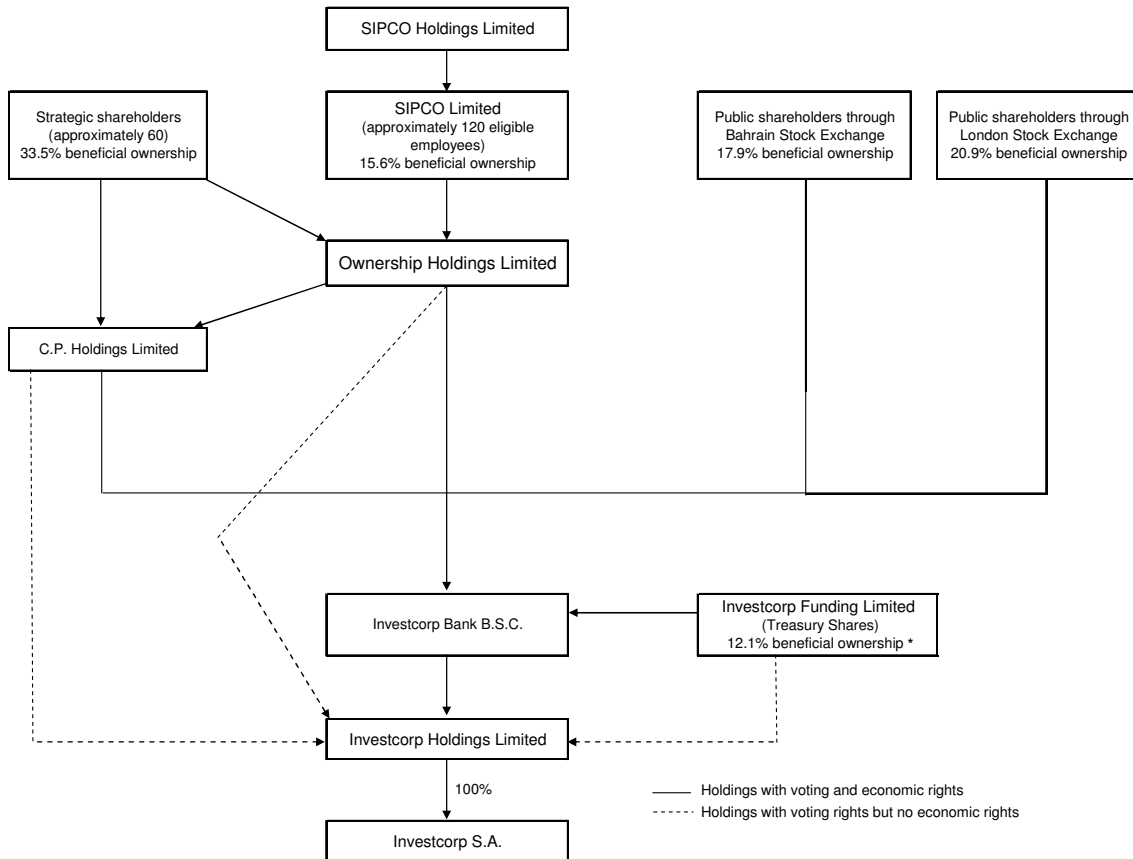 SIPCO Holdings Limited
Strategic shareholders
(approximately 60)
33.5% beneficial ownership
SIPCO Limited
(approximately 120 eligible
employees)
15.6% beneficial ownership
Public shareholders through
Bahrain Stock Exchange
17.9% beneficial ownership
Public shareholders through
London Stock Exchange
20.9% beneficial ownership
Ownership Holdings Limited
C.P. Holdings Limited
Investcorp Bank B.S.C.
Investcorp Funding Limited
(Treasury Shares)
12.1% beneficial ownership *
Investcorp Holdings Limited
100%
Holdings with voting and economic rights
Holdings with voting rights but no economic rights
Investcorp S.A.